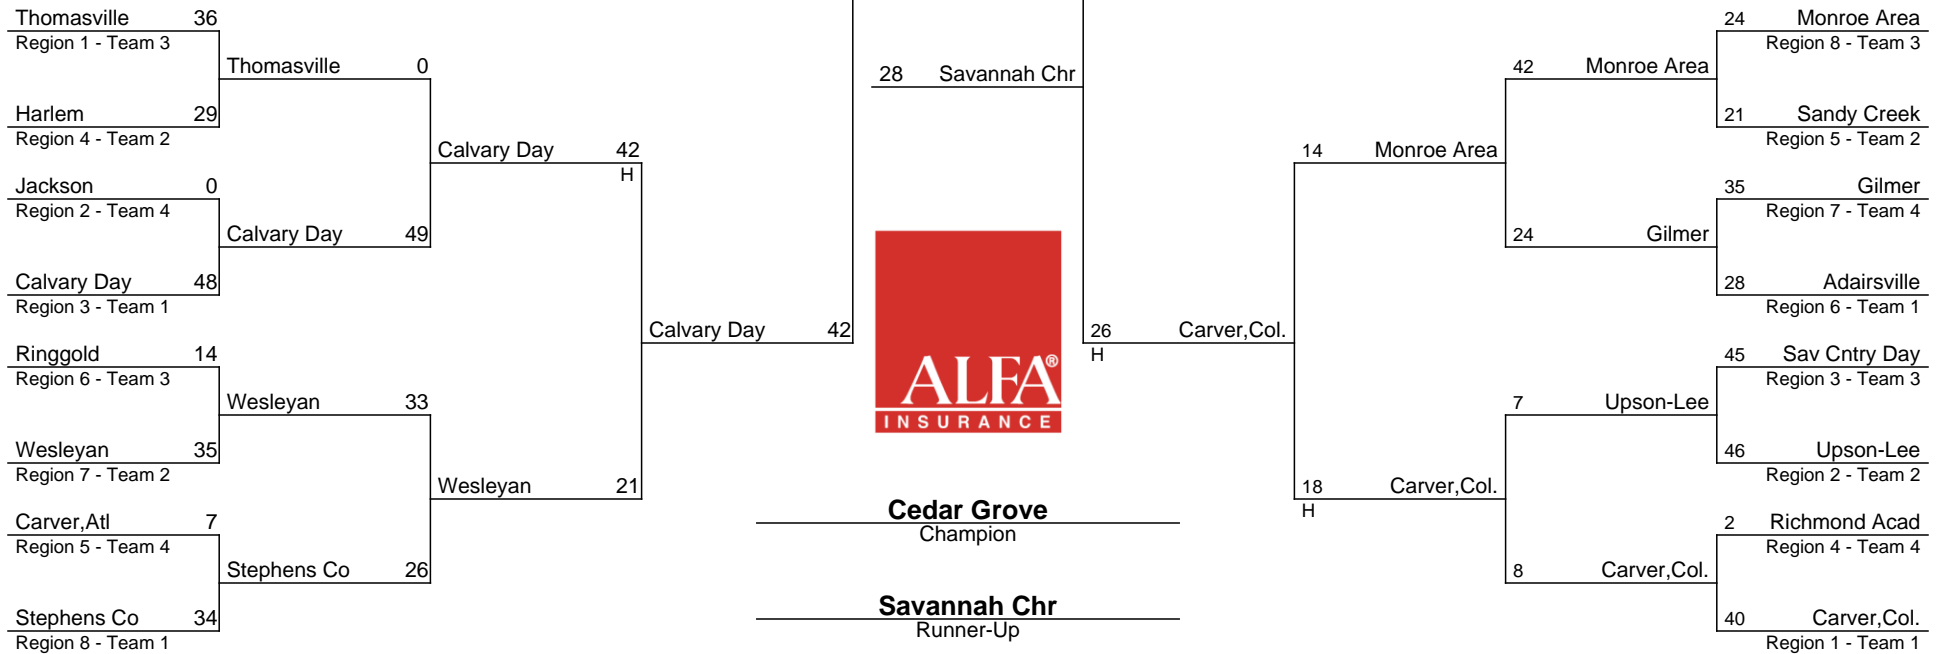 Thomasville 36
Region 1 - Team 3
Thomasville 0
Harlem 29
Region 4 - Team 2
Calvary Day 42
H
Jackson 0
Region 2 - Team 4
Calvary Day 49
Calvary Day 48
Region 3 - Team 1
Calvary Day 42
Ringgold 14
Region 6 - Team 3
Wesleyan 33
Wesleyan 35
Region 7 - Team 2
Wesleyan 21
Carver,Atl 7
Region 5 - Team 4
Stephens Co 26
Stephens Co 34
Region 8 - Team 1
28 Savannah Chr
ALFA®
INSURANCE
Cedar Grove
Champion
Savannah Chr
Runner-Up
26 Carver,Col.
H
14 Monroe Area
18 Carver,Col.
H
42 Monroe Area
24 Gilmer
7 Upson-Lee
8 Carver,Col.
24 Monroe Area
Region 8 - Team 3
21 Sandy Creek
Region 5 - Team 2
35 Gilmer
Region 7 - Team 4
28 Adairsville
Region 6 - Team 1
45 Sav Cntry Day
Region 3 - Team 3
46 Upson-Lee
Region 2 - Team 2
2 Richmond Acad
Region 4 - Team 4
40 Carver,Col.
Region 1 - Team 1